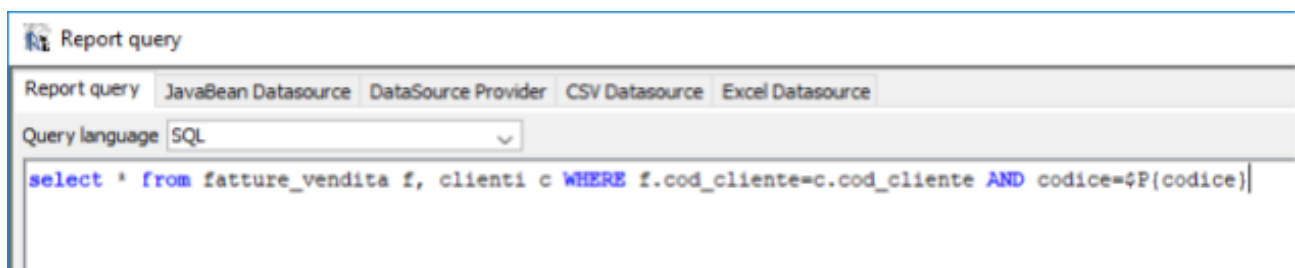 Report query
Report query JavaBean Datasource DataSource Provider CSV Datasource Excel Datasource
Query language SQL
select * from fatture_vendita f, clienti c WHERE f.cod_cliente=c.cod_cliente AND codice=$P{codice}